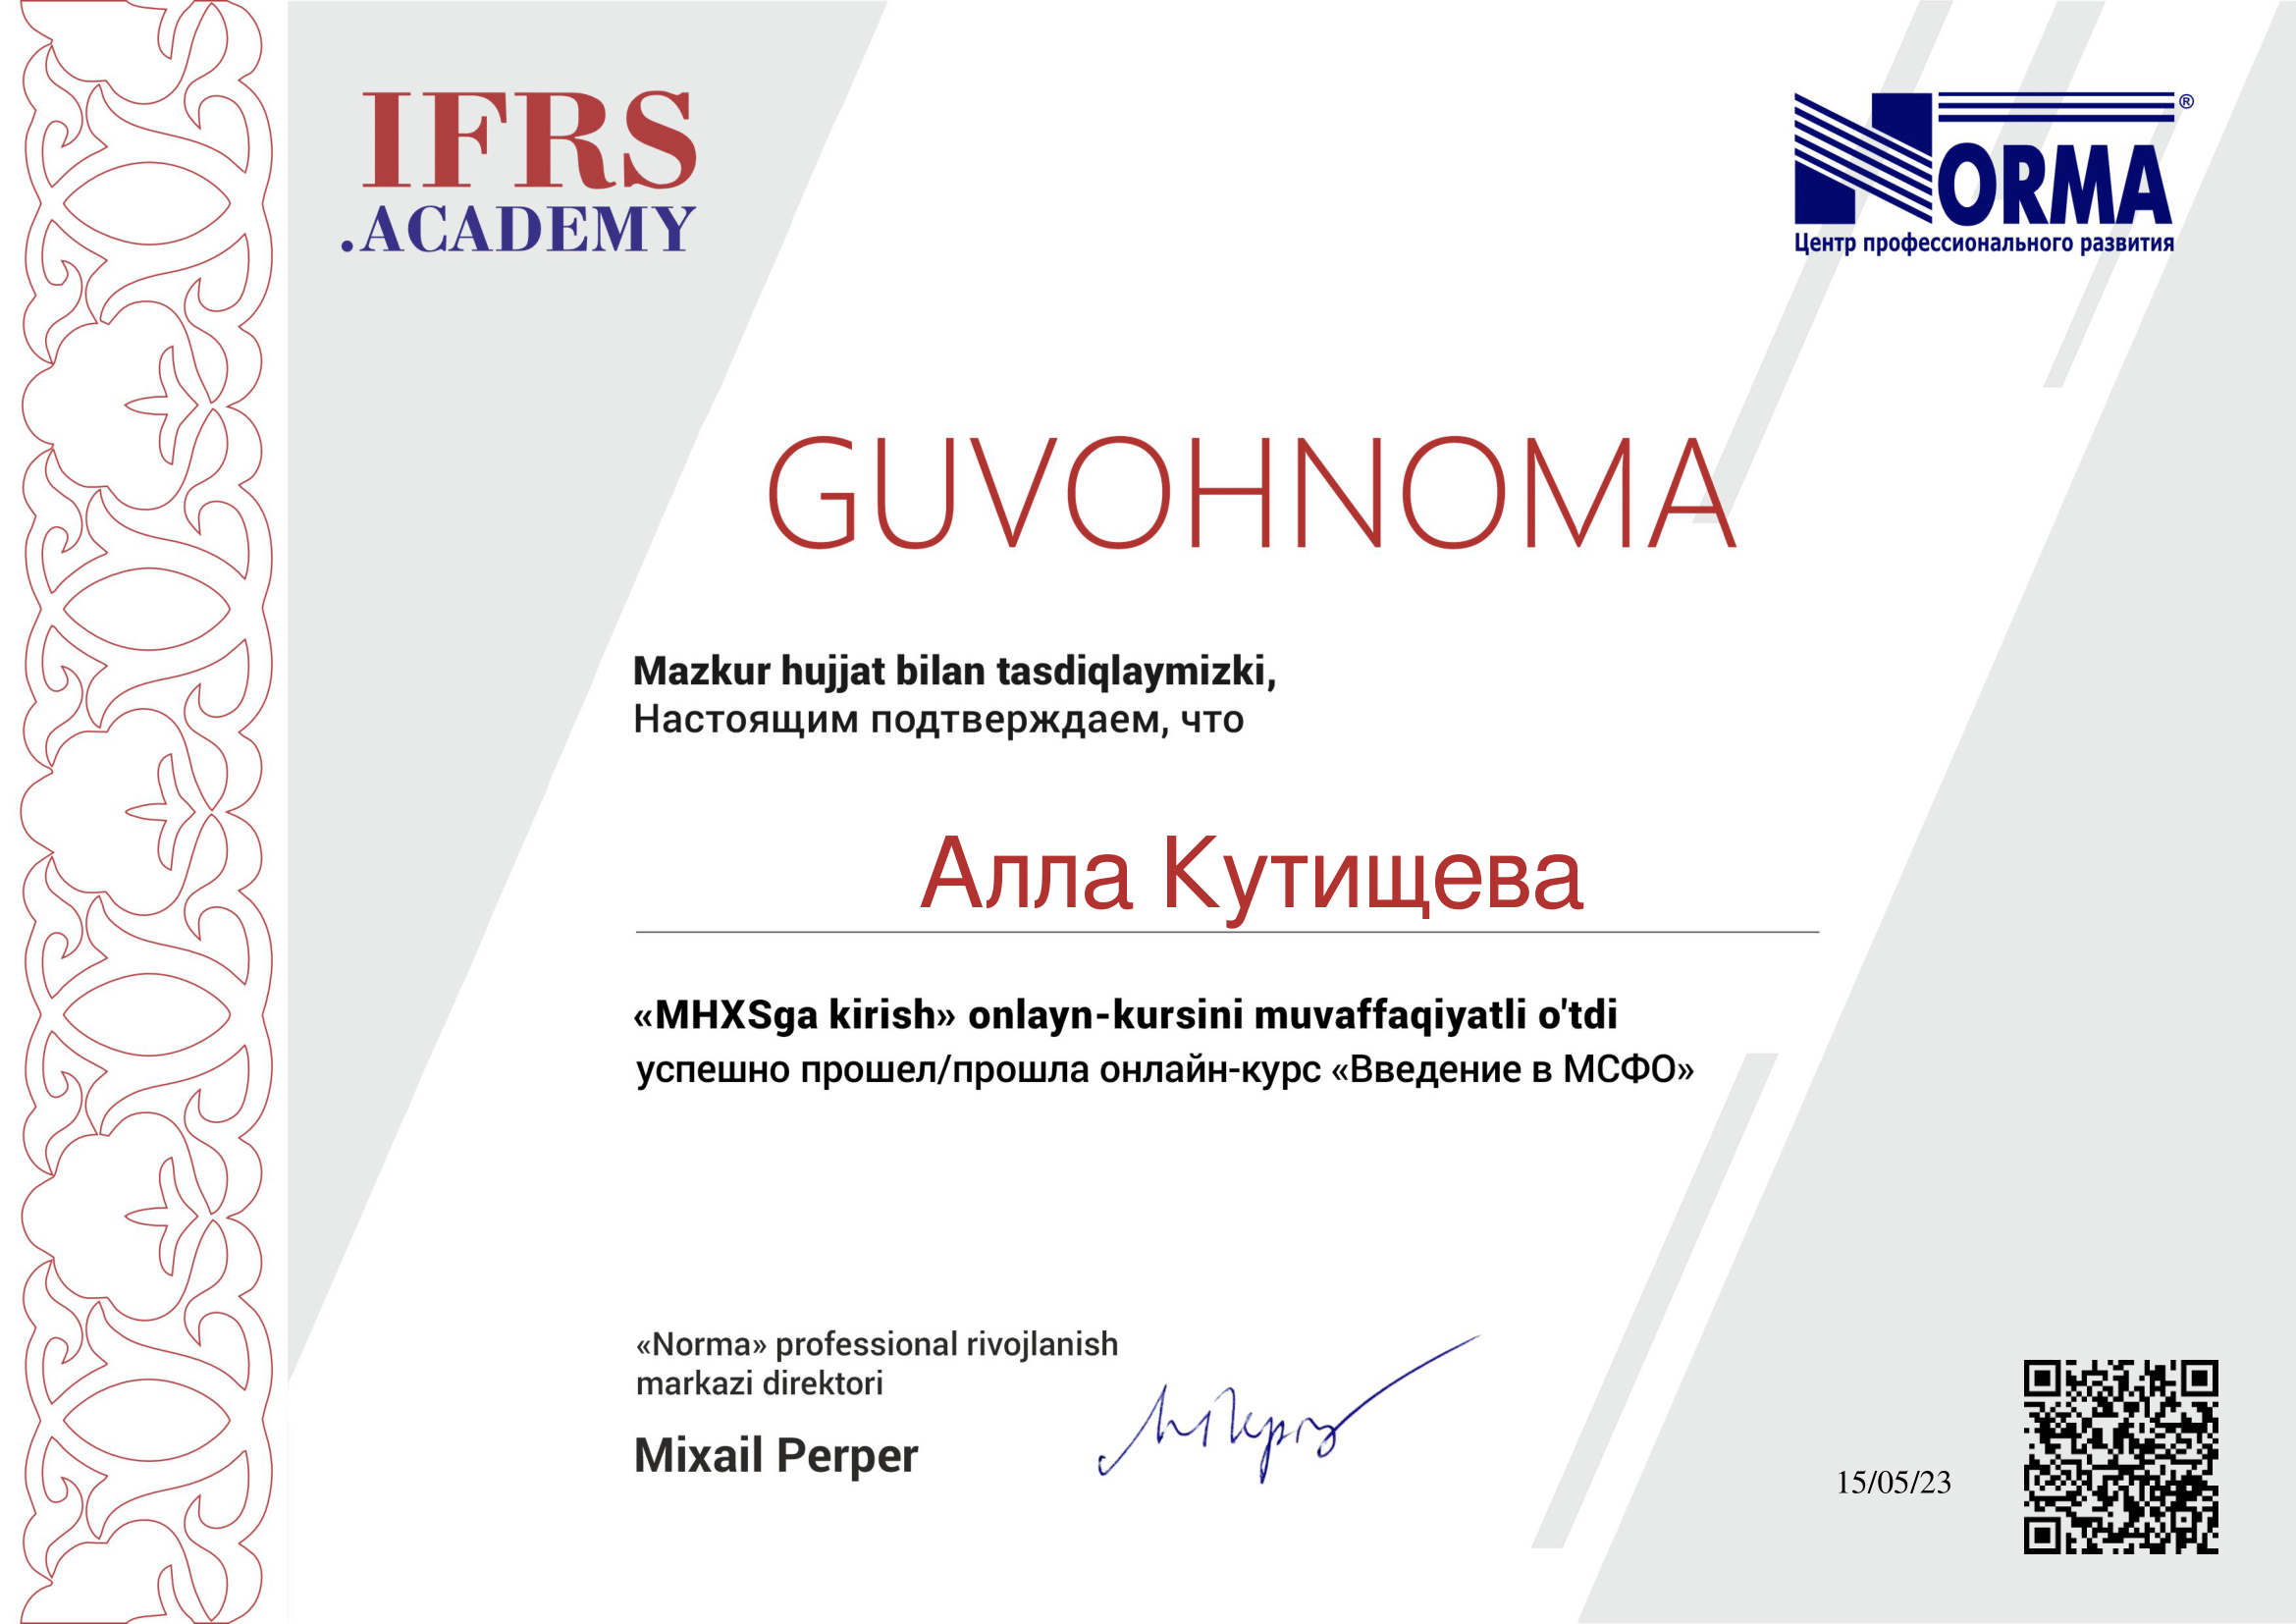 IFRS
.ACADEMY
NORMA®
Центр профессионального развития
GUVOHNOMA
Mazkur hujjat bilan tasdiqlaymizki,
Настоящим подтверждаем, что
Алла Кутищева
«MHXSga kirish» onlayn-kursini muvaffaqiyatli o'tdi
успешно прошел/прошла онлайн-курс «Введение в МСФО»
«Norma» professional rivojlanish
markazi direktori
Mixail Perper
15/05/23